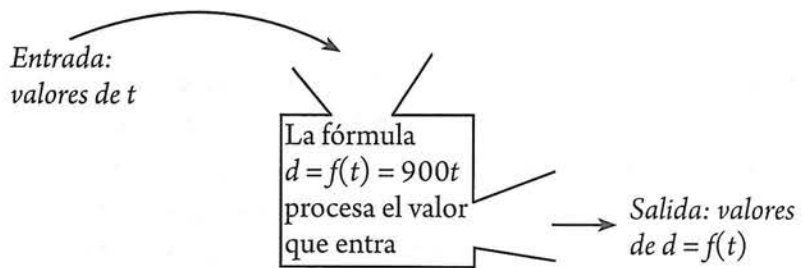 Entrada:
valores de t
La fórmula
d = f(t) = 900t
procesa el valor
que entra
Salida: valores
de d = f(t)